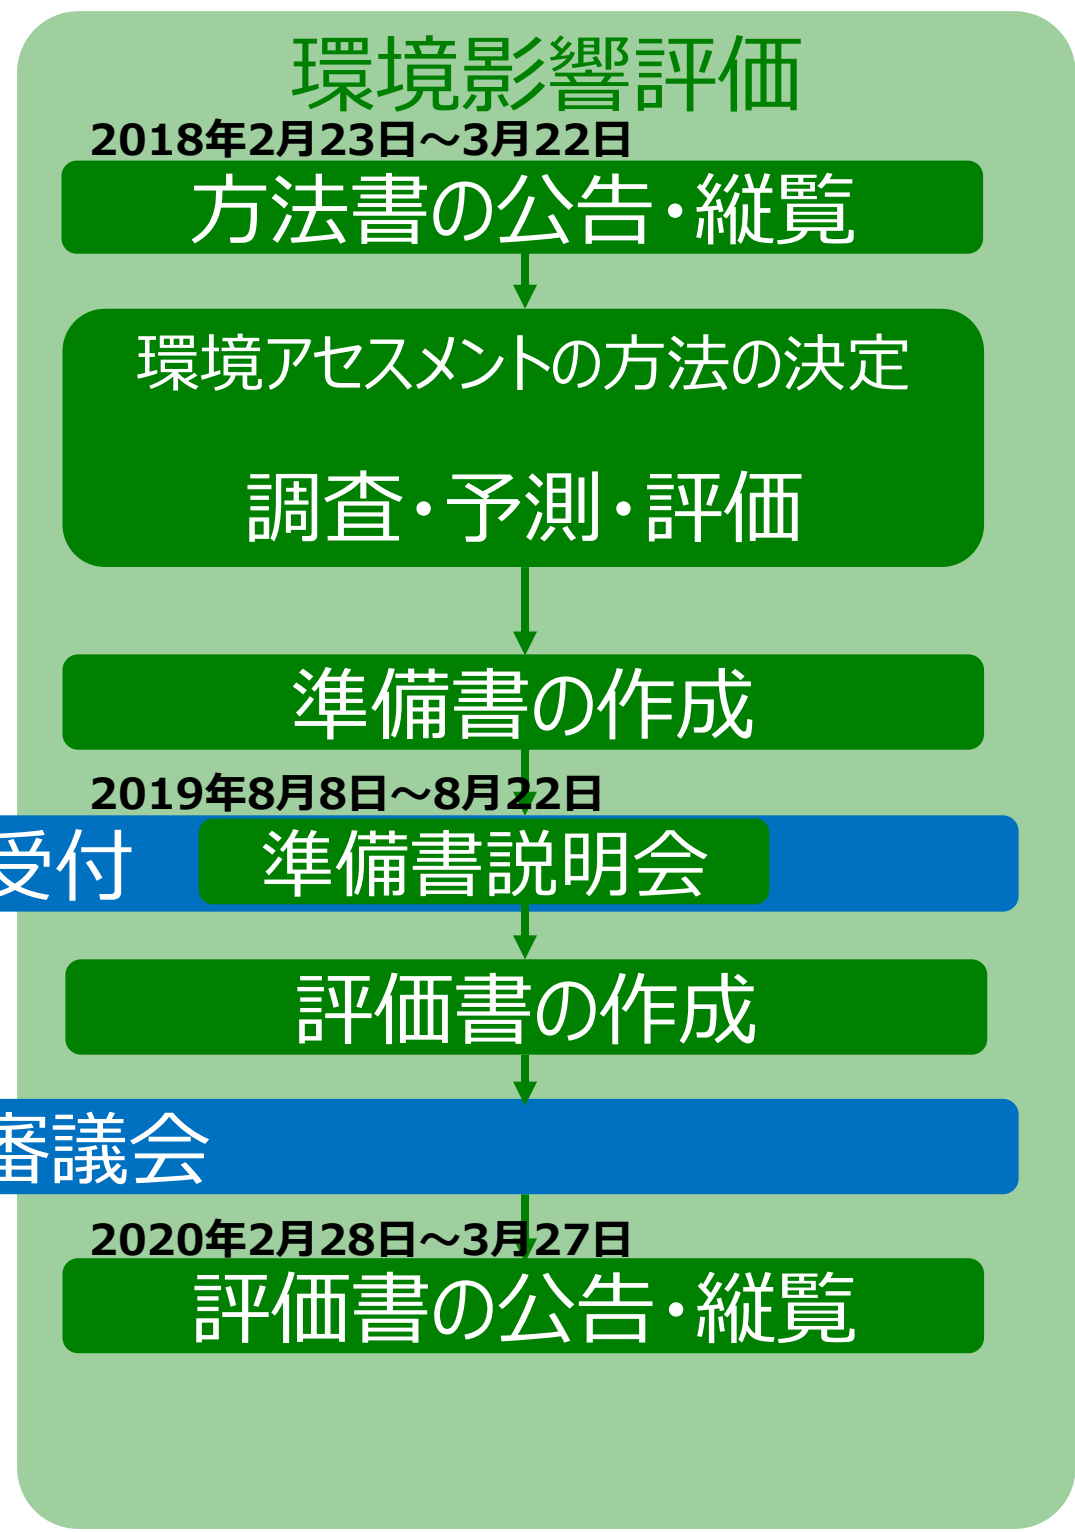 環境影響評価
2018年2月23日～3月22日
方法書の公告・縦覧
環境アセスメントの方法の決定
調査・予測・評価
準備書の作成
2019年8月8日～8月22日
受付
準備書説明会
評価書の作成
審議会
2020年2月28日～3月27日
評価書の公告・縦覧